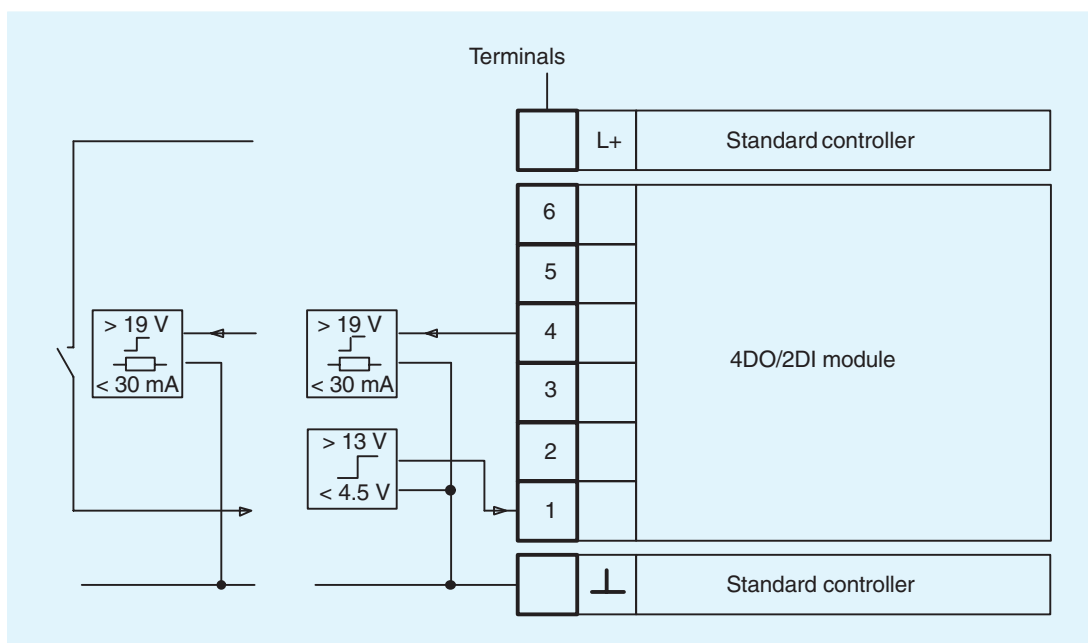 Terminals
L+ Standard controller
6
5
> 19 V
< 30 mA
> 19 V
< 30 mA
4
4DO/2DI module
3
> 13 V
< 4.5 V
2
1
Standard controller